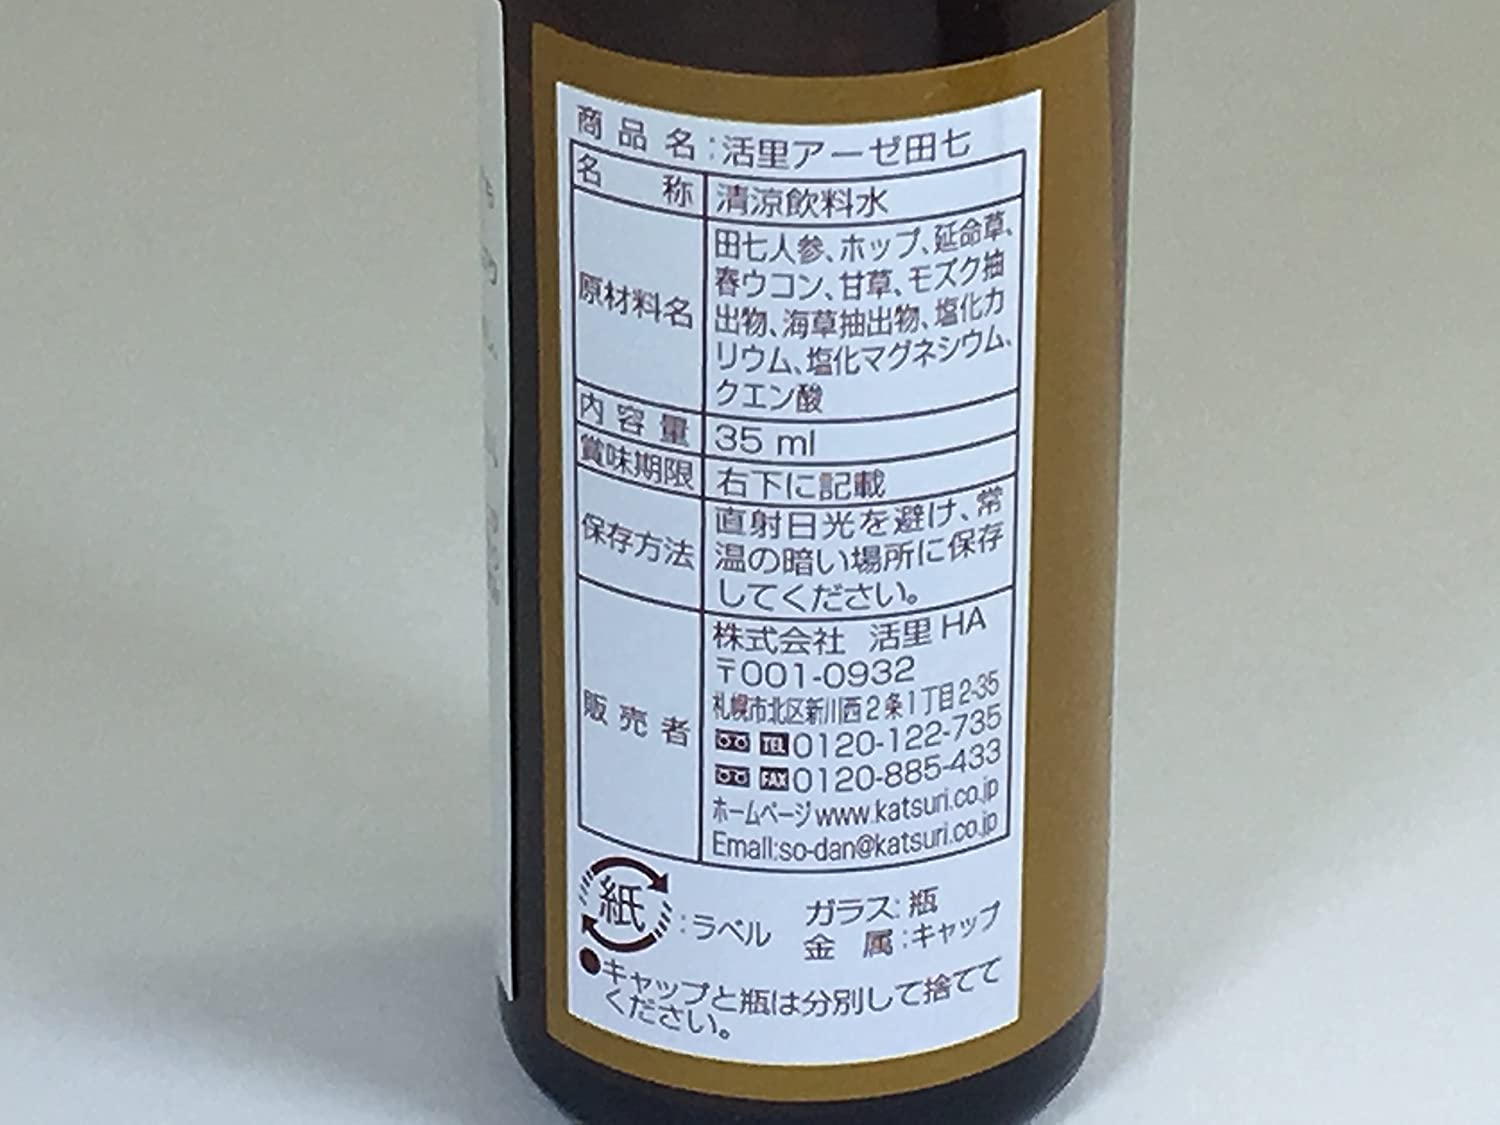 商品名:活里アーゼ田七
名称 清涼飲料水
原材料名 田七人参、ホップ、延命草、
春ウコン、甘草、モズク抽
出物、海草抽出物、塩化カ
リウム、塩化マグネシウム、
クエン酸
内容量 35 ml
賞味期限 右下に記載
保存方法 直射日光を避け、常
温の暗い場所に保存
してください。
販売者 株式会社 活里HA
〒001-0932
札幌市北区新川西2条1丁目2-35
TEL 0120-122-735
FAX 0120-885-433
ホームページ www.katsuri.co.jp
Email:so-dan@katsuri.co.jp
紙:ラベル ガラス:瓶
金属:キャップ
●キャップと瓶は分別して捨てて
ください。